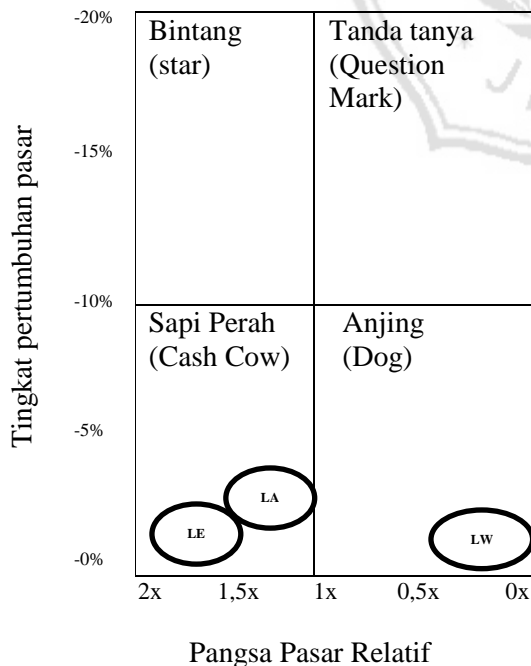 -20%
Bintang
(star)
Tanda tanya
(Question
Mark)
-15%
Tingkat pertumbuhan pasar
-10%
Sapi Perah
(Cash Cow)
Anjing
(Dog)
-5%
LA
LE
LW
-0%
2x 1,5x 1x 0,5x 0x
Pangsa Pasar Relatif